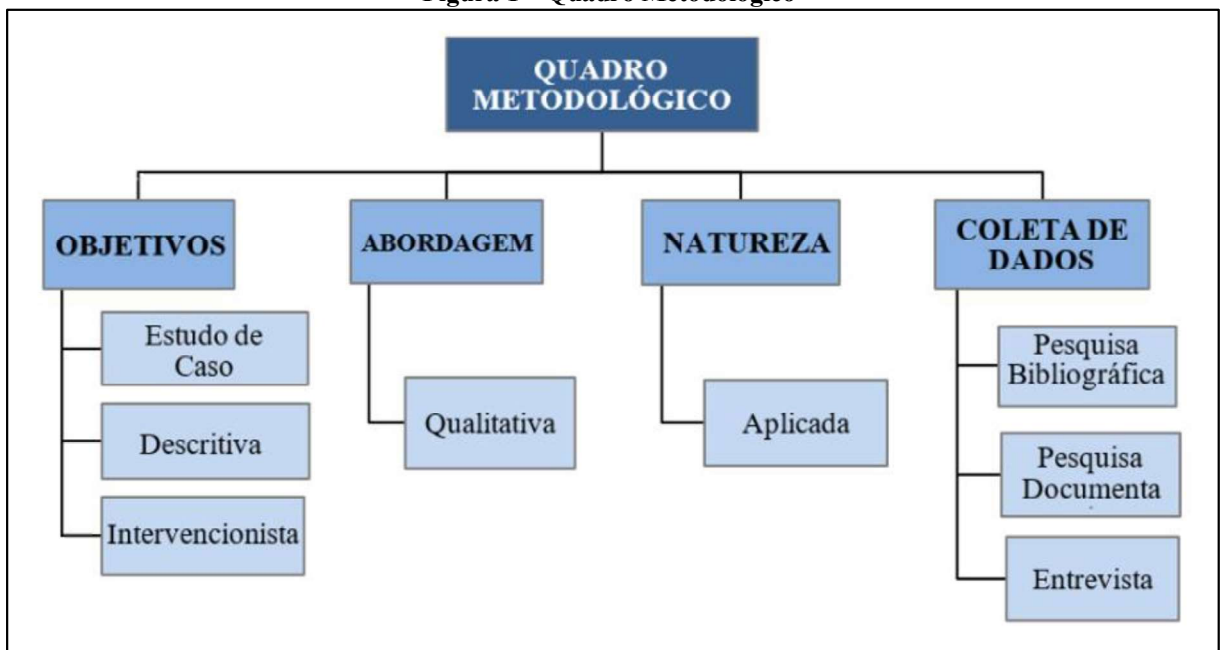 QUADRO
METODOLÓGICO
OBJETIVOS
Estudo de
Caso
Descritiva
Intervencionista
ABORDAGEM
Qualitativa
NATUREZA
Aplicada
COLETA DE
DADOS
Pesquisa
Bibliográfica
Pesquisa
Documenta
Entrevista